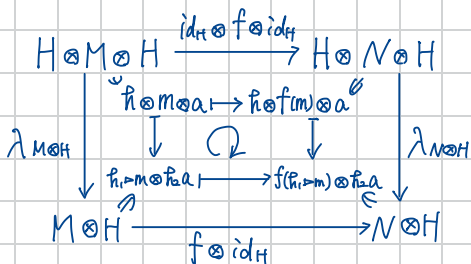 id_H ⊗ f ⊗ id_H
H ⊗ M ⊗ H ⟶ H ⊗ N ⊗ H
h ⊗ m ⊗ a ⟼ h ⊗ f(m) ⊗ a
λ_{M⊗H} λ_{N⊗H}
h₁▷m ⊗ h₂a ⟼ f(h₁▷m) ⊗ h₂a
M ⊗ H ⟶ N ⊗ H
f ⊗ id_H